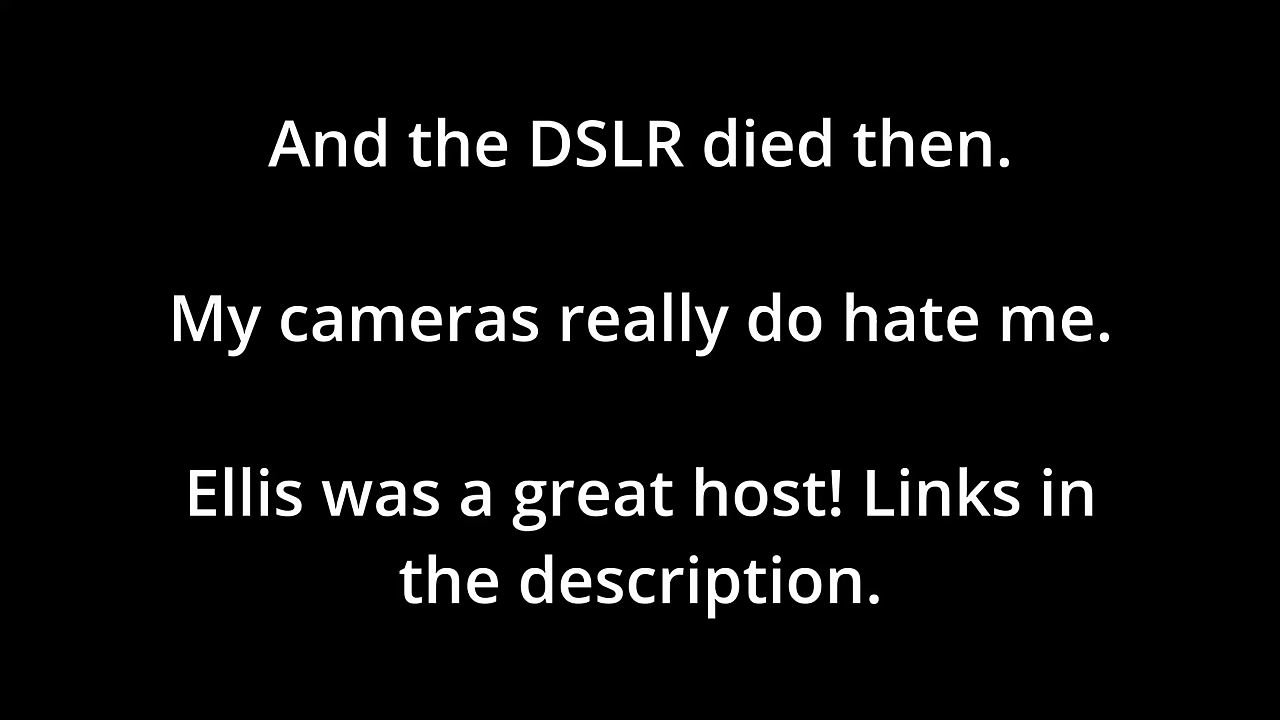 And the DSLR died then.
My cameras really do hate me.
Ellis was a great host! Links in
the description.